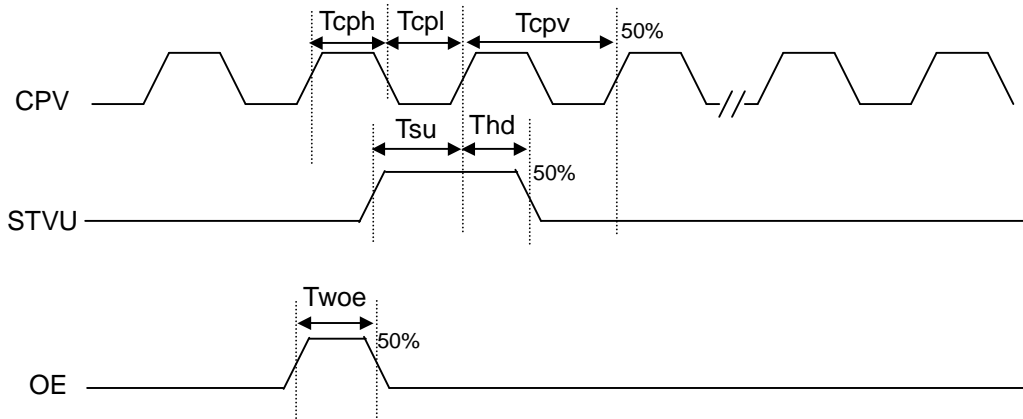 Tcph Tcpl Tcpv 50%
CPV
Tsu Thd
50%
STVU
Twoe
50%
OE